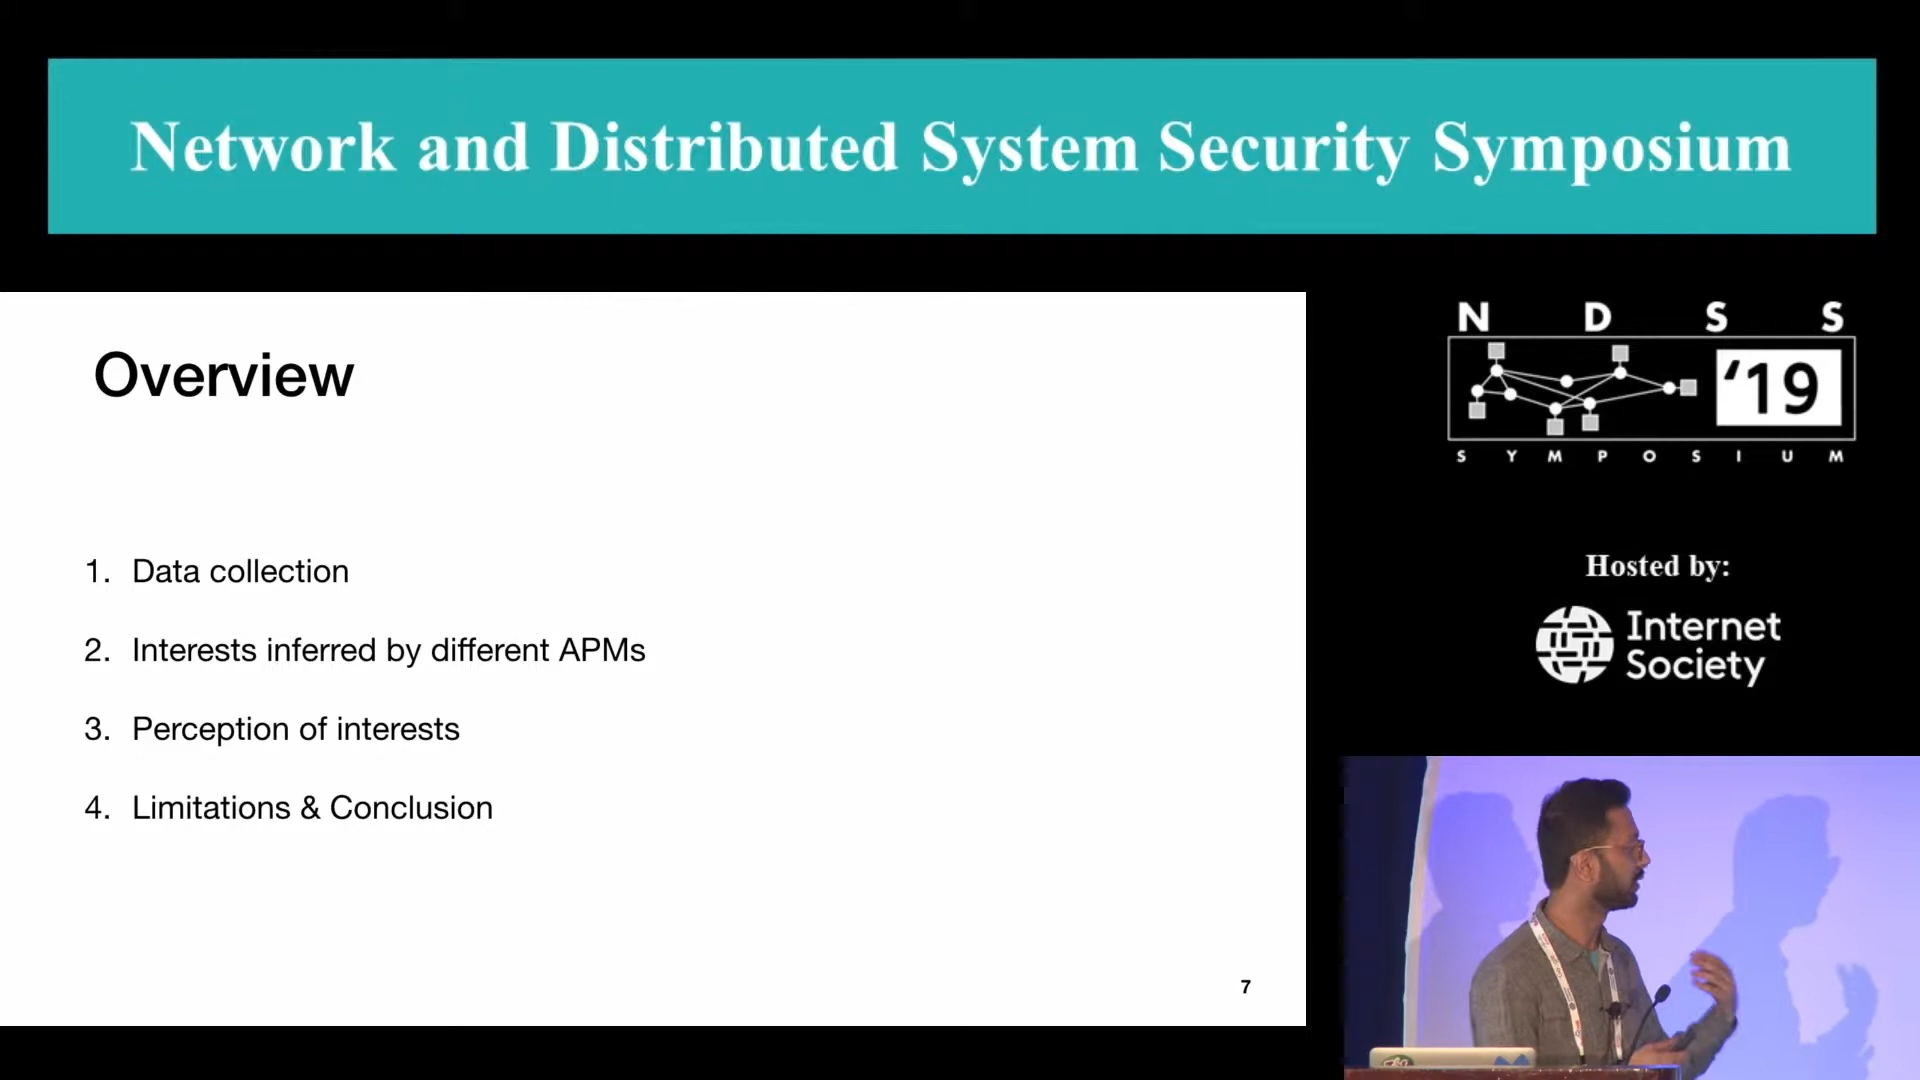 Network and Distributed System Security Symposium
N D S S
'19
S Y M P O S I U M
Overview
1. Data collection
2. Interests inferred by different APMs
3. Perception of interests
4. Limitations & Conclusion
7
Hosted by:
Internet
Society